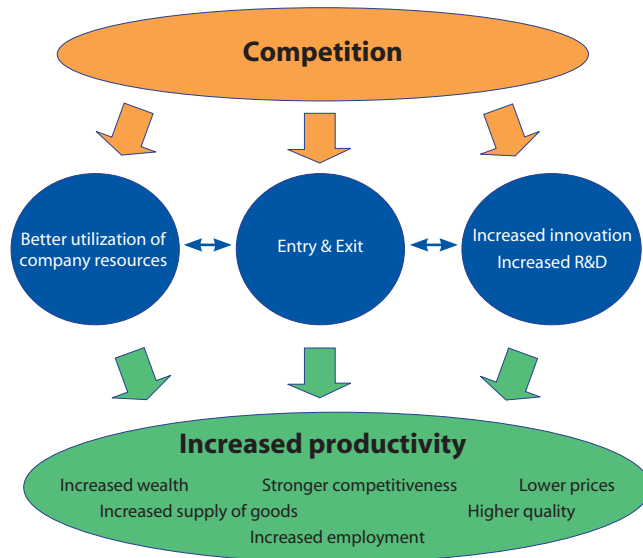 Competition
Better utilization of
company resources
Entry & Exit
Increased innovation
Increased R&D
Increased productivity
Increased wealth
Stronger competitiveness
Lower prices
Increased supply of goods
Higher quality
Increased employment